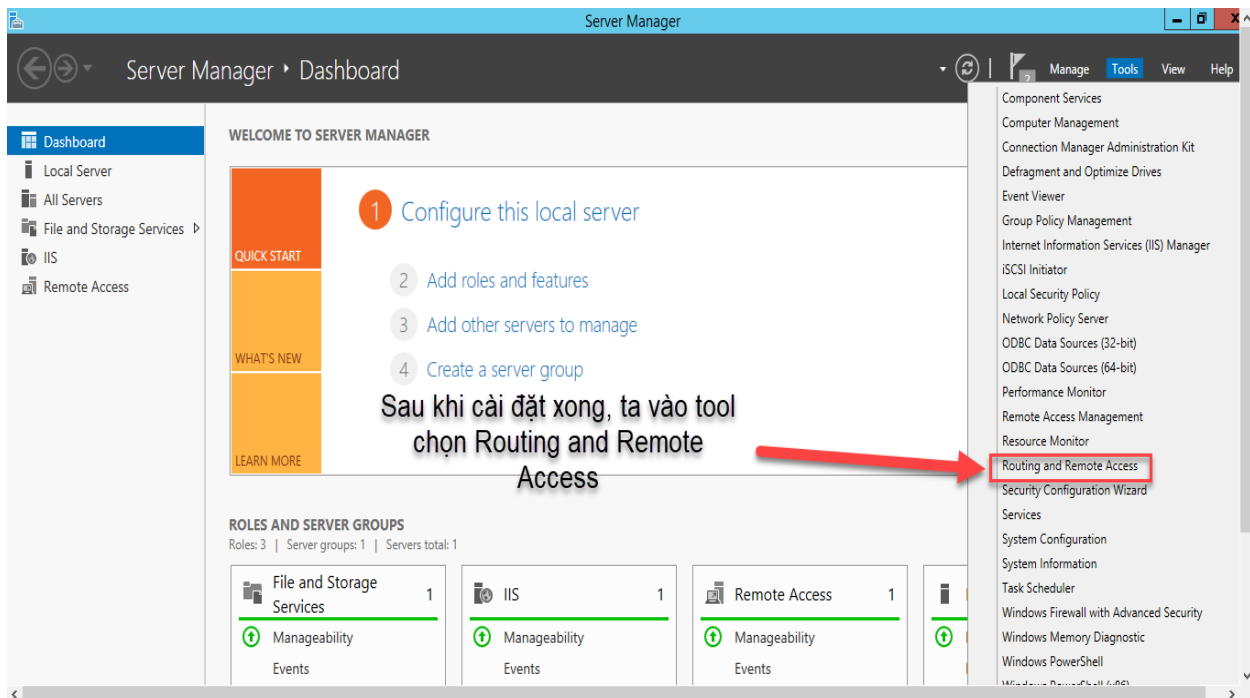 Server Manager
Server Manager • Dashboard
2
Manage
Tools
View
Help
Dashboard
Local Server
All Servers
File and Storage Services
IIS
Remote Access
WELCOME TO SERVER MANAGER
QUICK START
WHAT'S NEW
LEARN MORE
1 Configure this local server
2 Add roles and features
3 Add other servers to manage
4 Create a server group
Sau khi cài đặt xong, ta vào tool
chọn Routing and Remote
Access
ROLES AND SERVER GROUPS
Roles: 3 | Server groups: 1 | Servers total: 1
File and Storage
Services
1
Manageability
Events
IIS 1
Manageability
Events
Remote Access 1
Manageability
Events
Component Services
Computer Management
Connection Manager Administration Kit
Defragment and Optimize Drives
Event Viewer
Group Policy Management
Internet Information Services (IIS) Manager
iSCSI Initiator
Local Security Policy
Network Policy Server
ODBC Data Sources (32-bit)
ODBC Data Sources (64-bit)
Performance Monitor
Remote Access Management
Resource Monitor
Routing and Remote Access
Security Configuration Wizard
Services
System Configuration
System Information
Task Scheduler
Windows Firewall with Advanced Security
Windows Memory Diagnostic
Windows PowerShell
Windows PowerShell (x86)